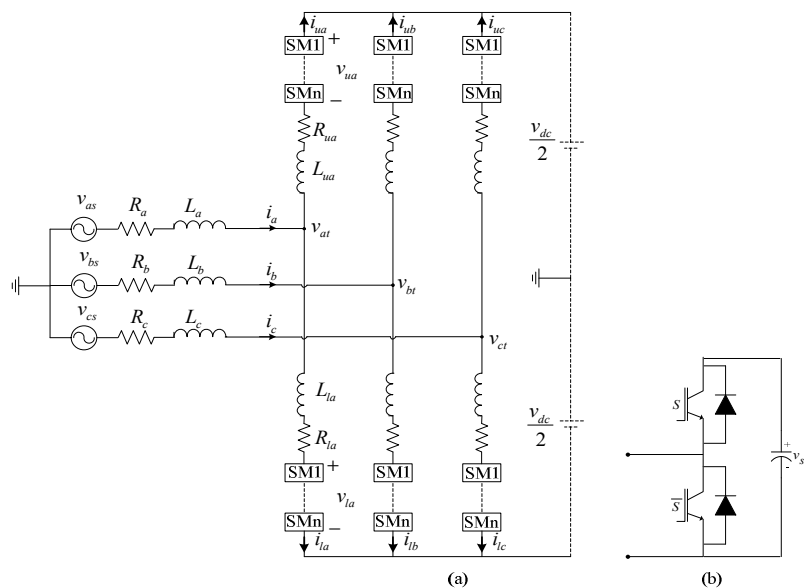 i_ua i_ub i_uc
SM1 + SM1 SM1
v_ua
SMn − SMn SMn
R_ua
v_dc/2
L_ua
v_as R_a L_a i_a v_at
v_bs R_b L_b i_b v_bt
v_cs R_c L_c i_c v_ct
L_la
v_dc/2
R_la
SM1 + SM1 SM1
v_la
SMn − SMn SMn
i_la i_lb i_lc
(a)
S
+
v_s
-
S̅
(b)